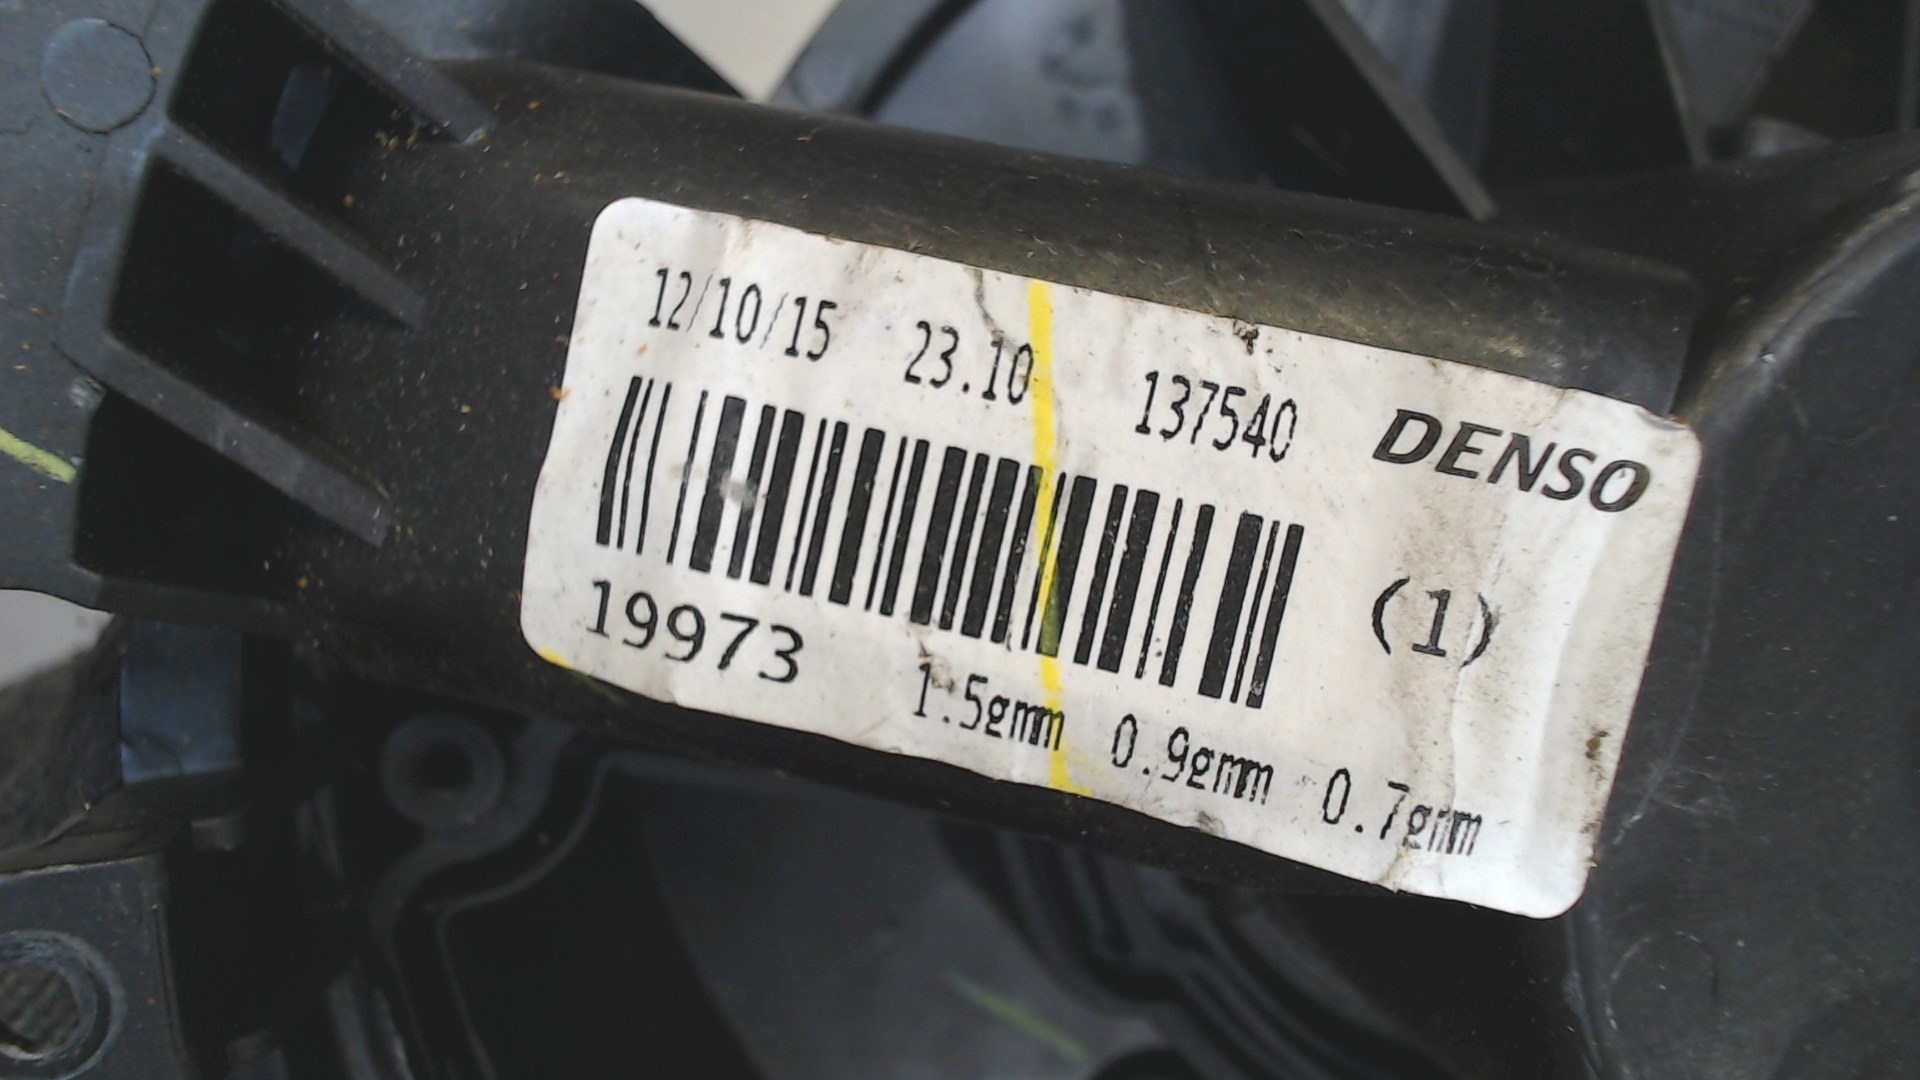 12/10/15 23.10 137540 DENSO
(1)
19973
1.5gmm 0.9gmm 0.7gmm